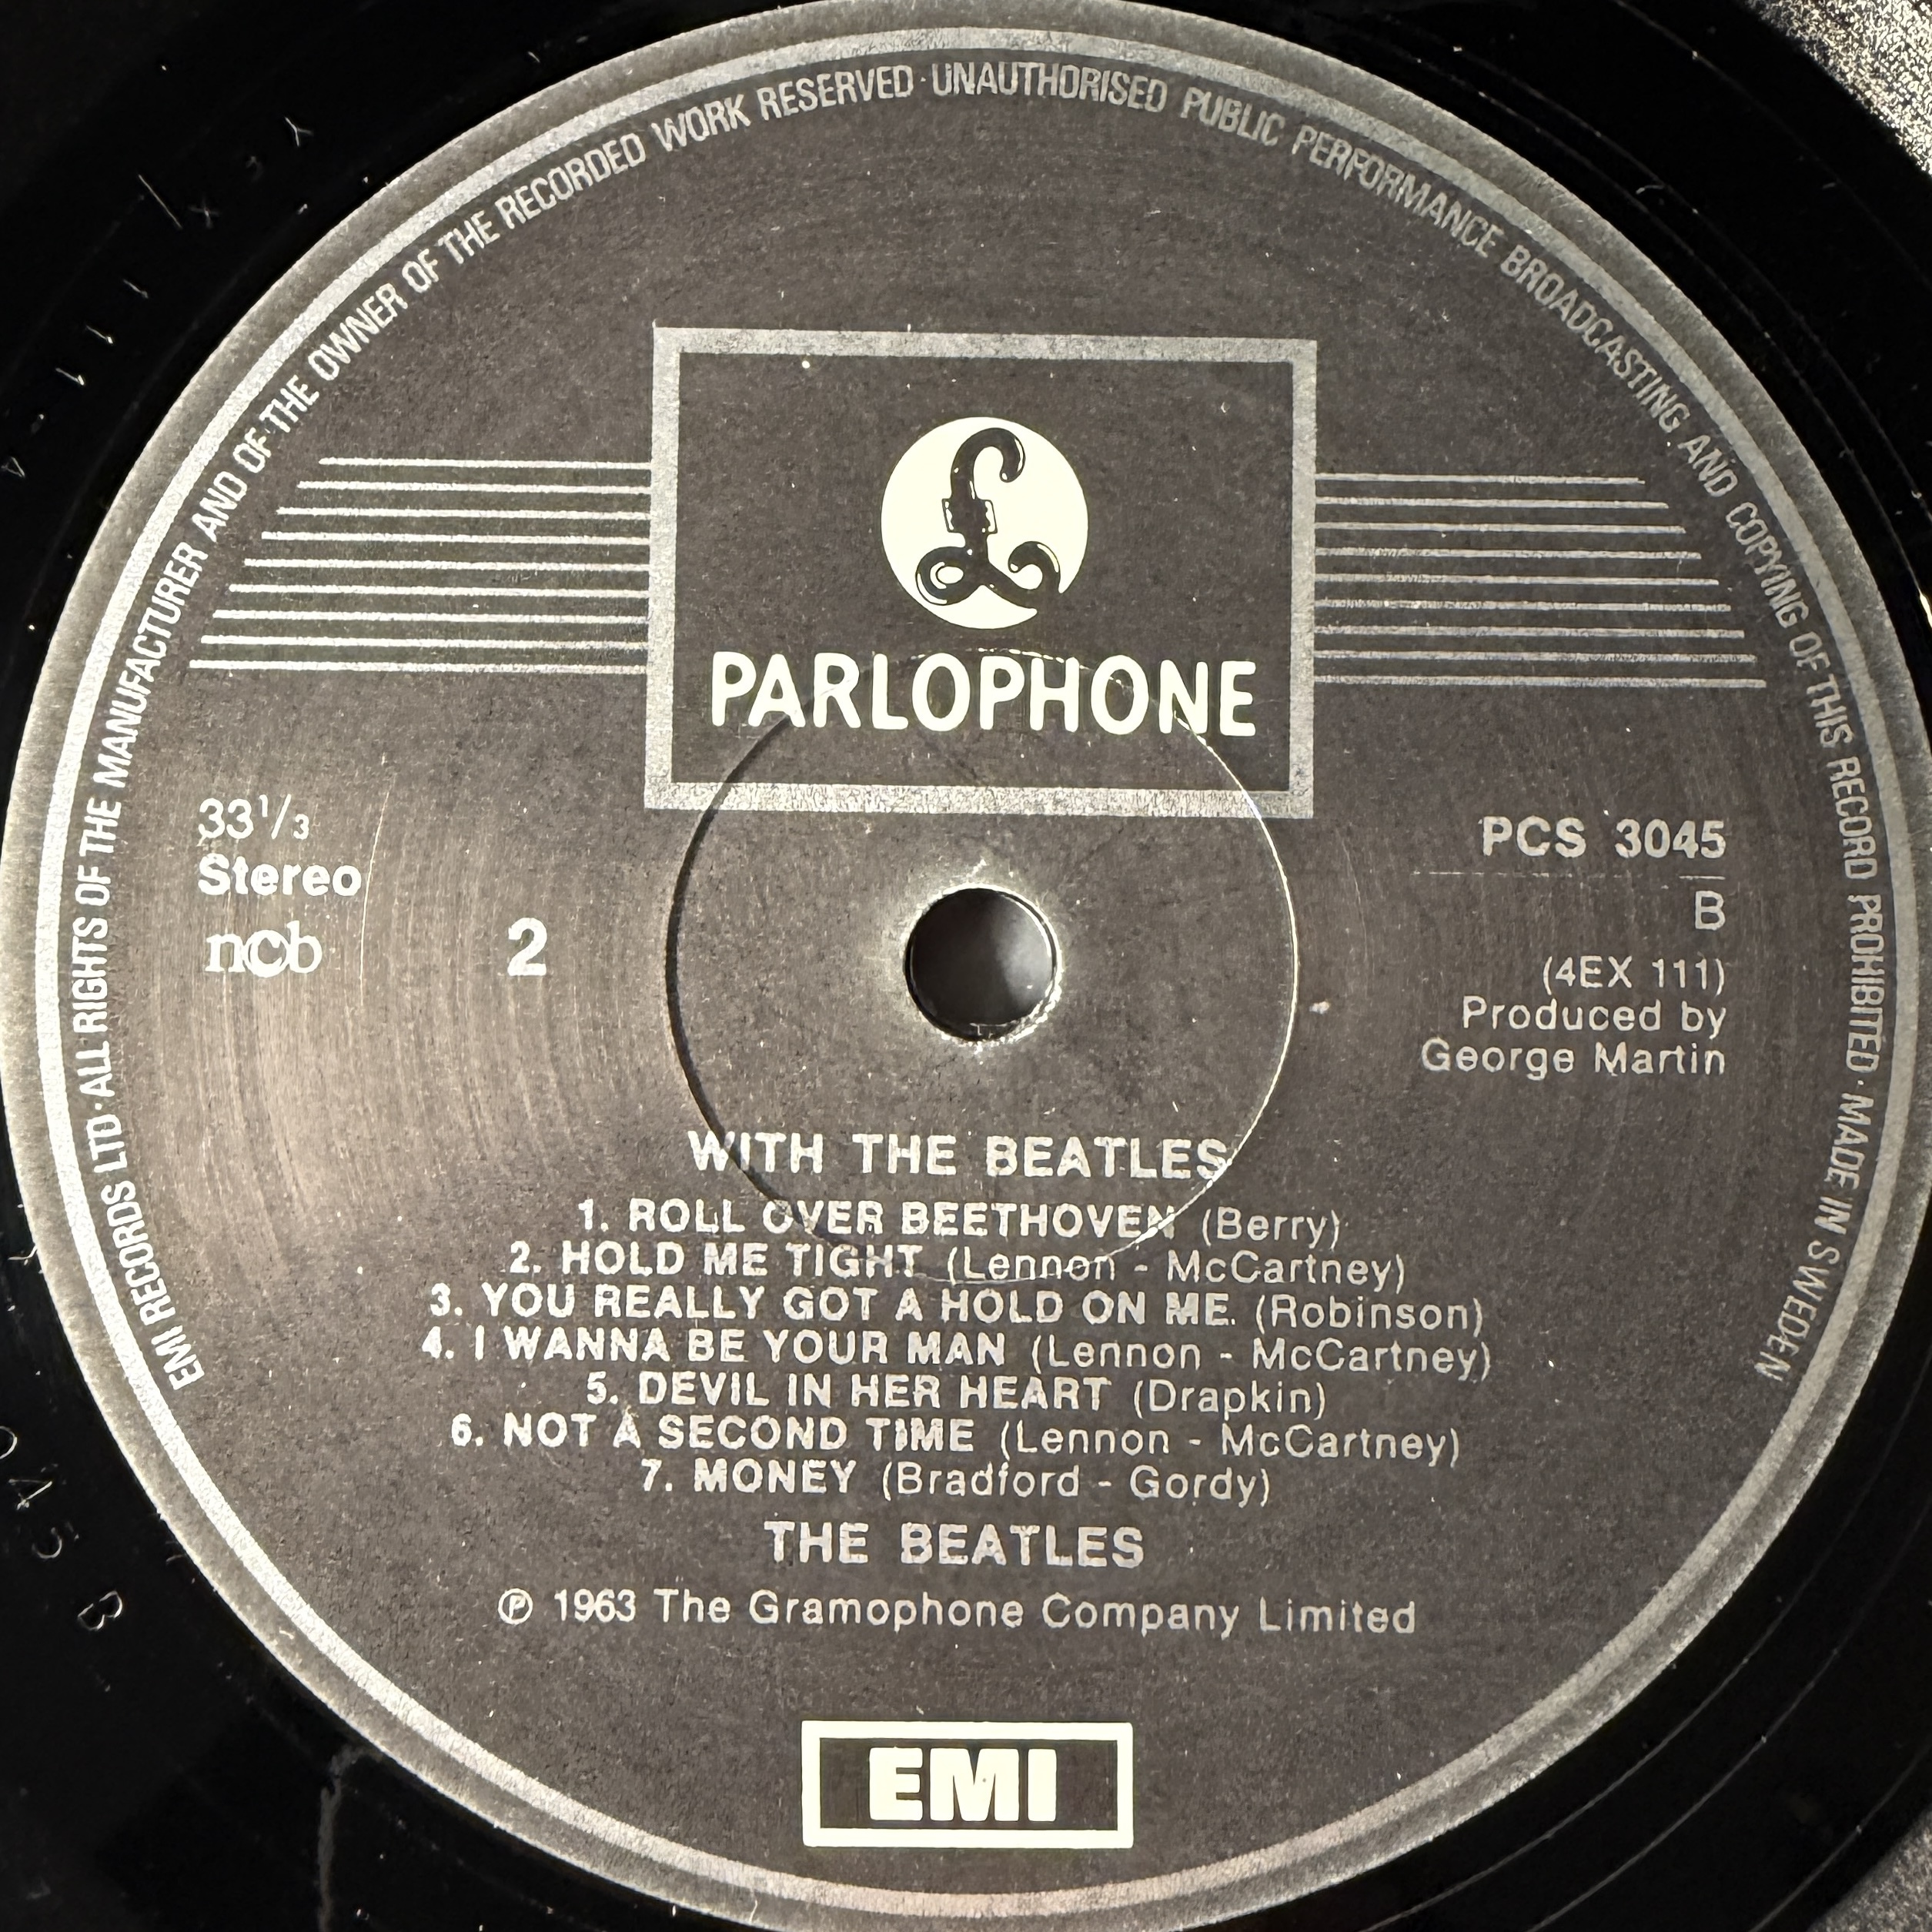 EMI RECORDS LTD · ALL RIGHTS OF THE MANUFACTURER AND OF THE OWNER OF THE RECORDED WORK RESERVED · UNAUTHORISED PUBLIC PERFORMANCE BROADCASTING AND COPYING OF THIS RECORD PROHIBITED · MADE IN SWEDEN
PARLOPHONE
33 1/3
Stereo
ncb
2
PCS 3045
B
(4EX 111)
Produced by
George Martin
WITH THE BEATLES
1. ROLL OVER BEETHOVEN (Berry)
2. HOLD ME TIGHT (Lennon - McCartney)
3. YOU REALLY GOT A HOLD ON ME. (Robinson)
4. I WANNA BE YOUR MAN (Lennon - McCartney)
5. DEVIL IN HER HEART (Drapkin)
6. NOT A SECOND TIME (Lennon - McCartney)
7. MONEY (Bradford - Gordy)
THE BEATLES
℗ 1963 The Gramophone Company Limited
EMI
045 B